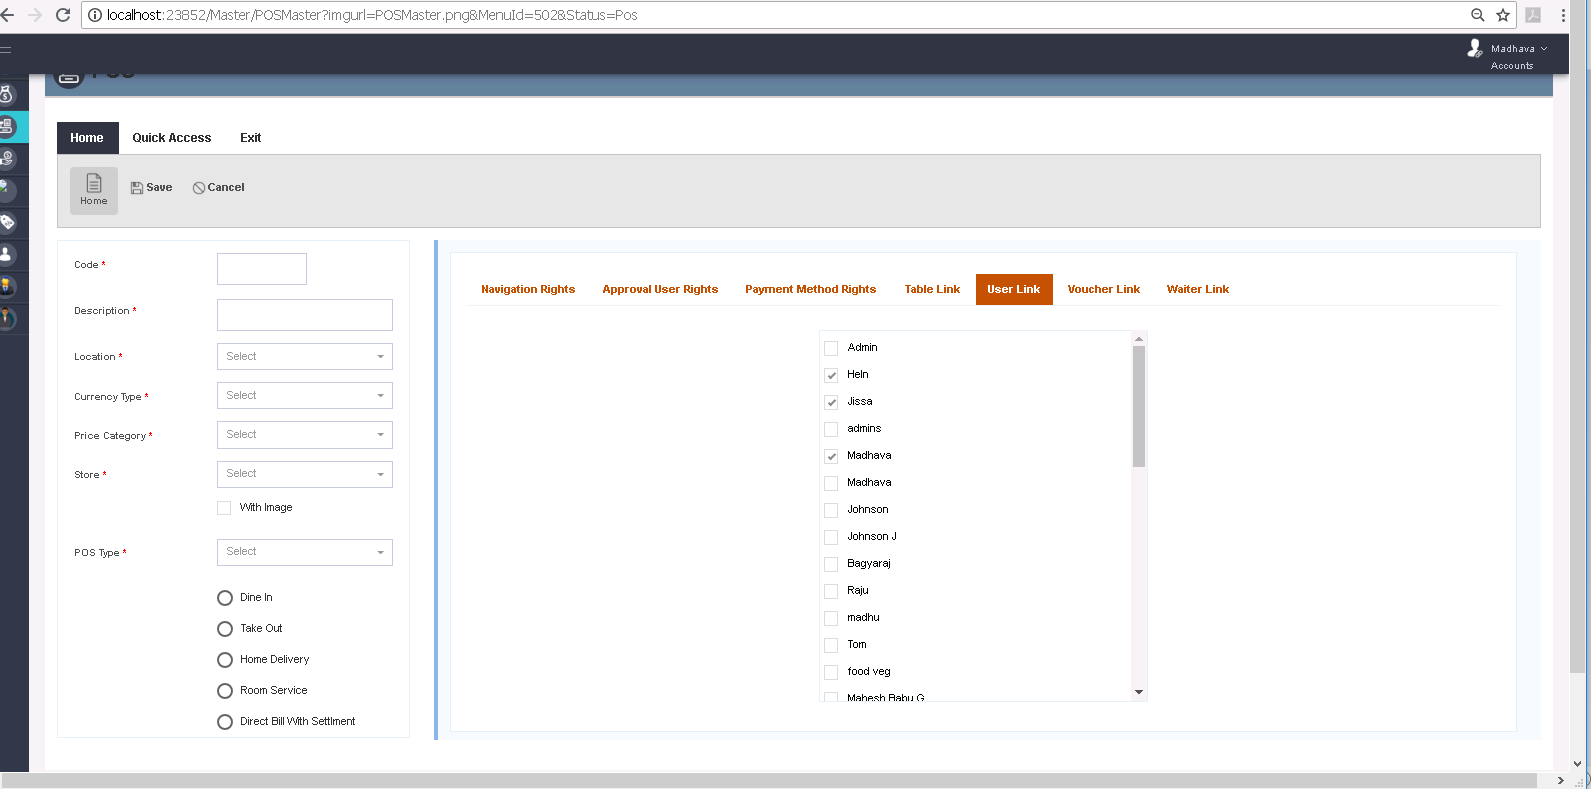 localhost:23852/Master/POSMaster?imgurl=POSMaster.png&MenuId=502&Status=Pos
Madhava
Accounts
Home Quick Access Exit
Home Save Cancel
Code *
Description *
Location * Select
Currency Type * Select
Price Category * Select
Store * Select
With Image
POS Type * Select
Dine In
Take Out
Home Delivery
Room Service
Direct Bill With Settlment
Navigation Rights Approval User Rights Payment Method Rights Table Link User Link Voucher Link Waiter Link
Admin
Heln
Jissa
admins
Madhava
Madhava
Johnson
Johnson J
Bagyaraj
Raju
madhu
Tom
food veg
Mahesh Babu G